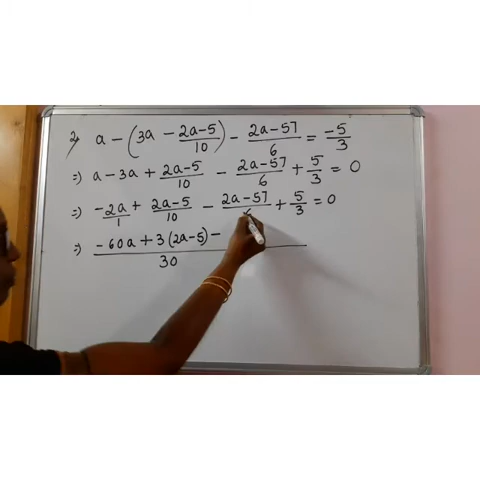 2) a - (3a - (2a-5)/10) - (2a-57)/6 = -5/3
=) a - 3a + (2a-5)/10 - (2a-57)/6 + 5/3 = 0
=) -2a/1 + (2a-5)/10 - (2a-57)/6 + 5/3 = 0
=) (-60a + 3(2a-5) -)/30